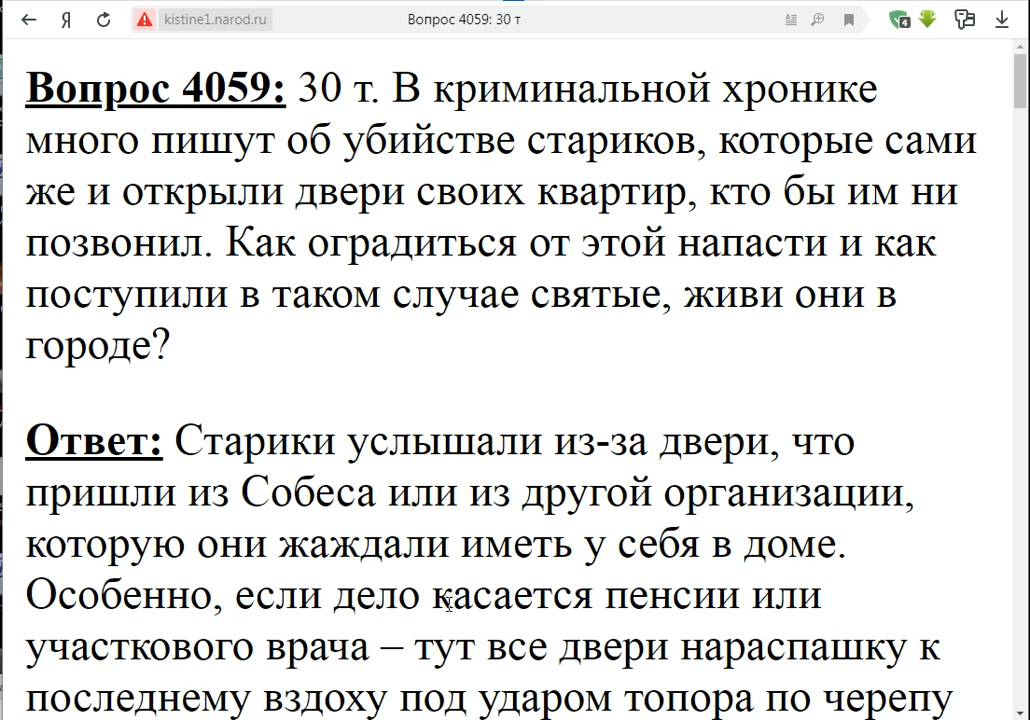 Я
kistine1.narod.ru
Вопрос 4059: 30 т
4
Вопрос 4059: 30 т. В криминальной хронике
много пишут об убийстве стариков, которые сами
же и открыли двери своих квартир, кто бы им ни
позвонил. Как оградиться от этой напасти и как
поступили в таком случае святые, живи они в
городе?
Ответ: Старики услышали из-за двери, что
пришли из Собеса или из другой организации,
которую они жаждали иметь у себя в доме.
Особенно, если дело касается пенсии или
участкового врача – тут все двери нараспашку к
последнему вздоху под ударом топора по черепу